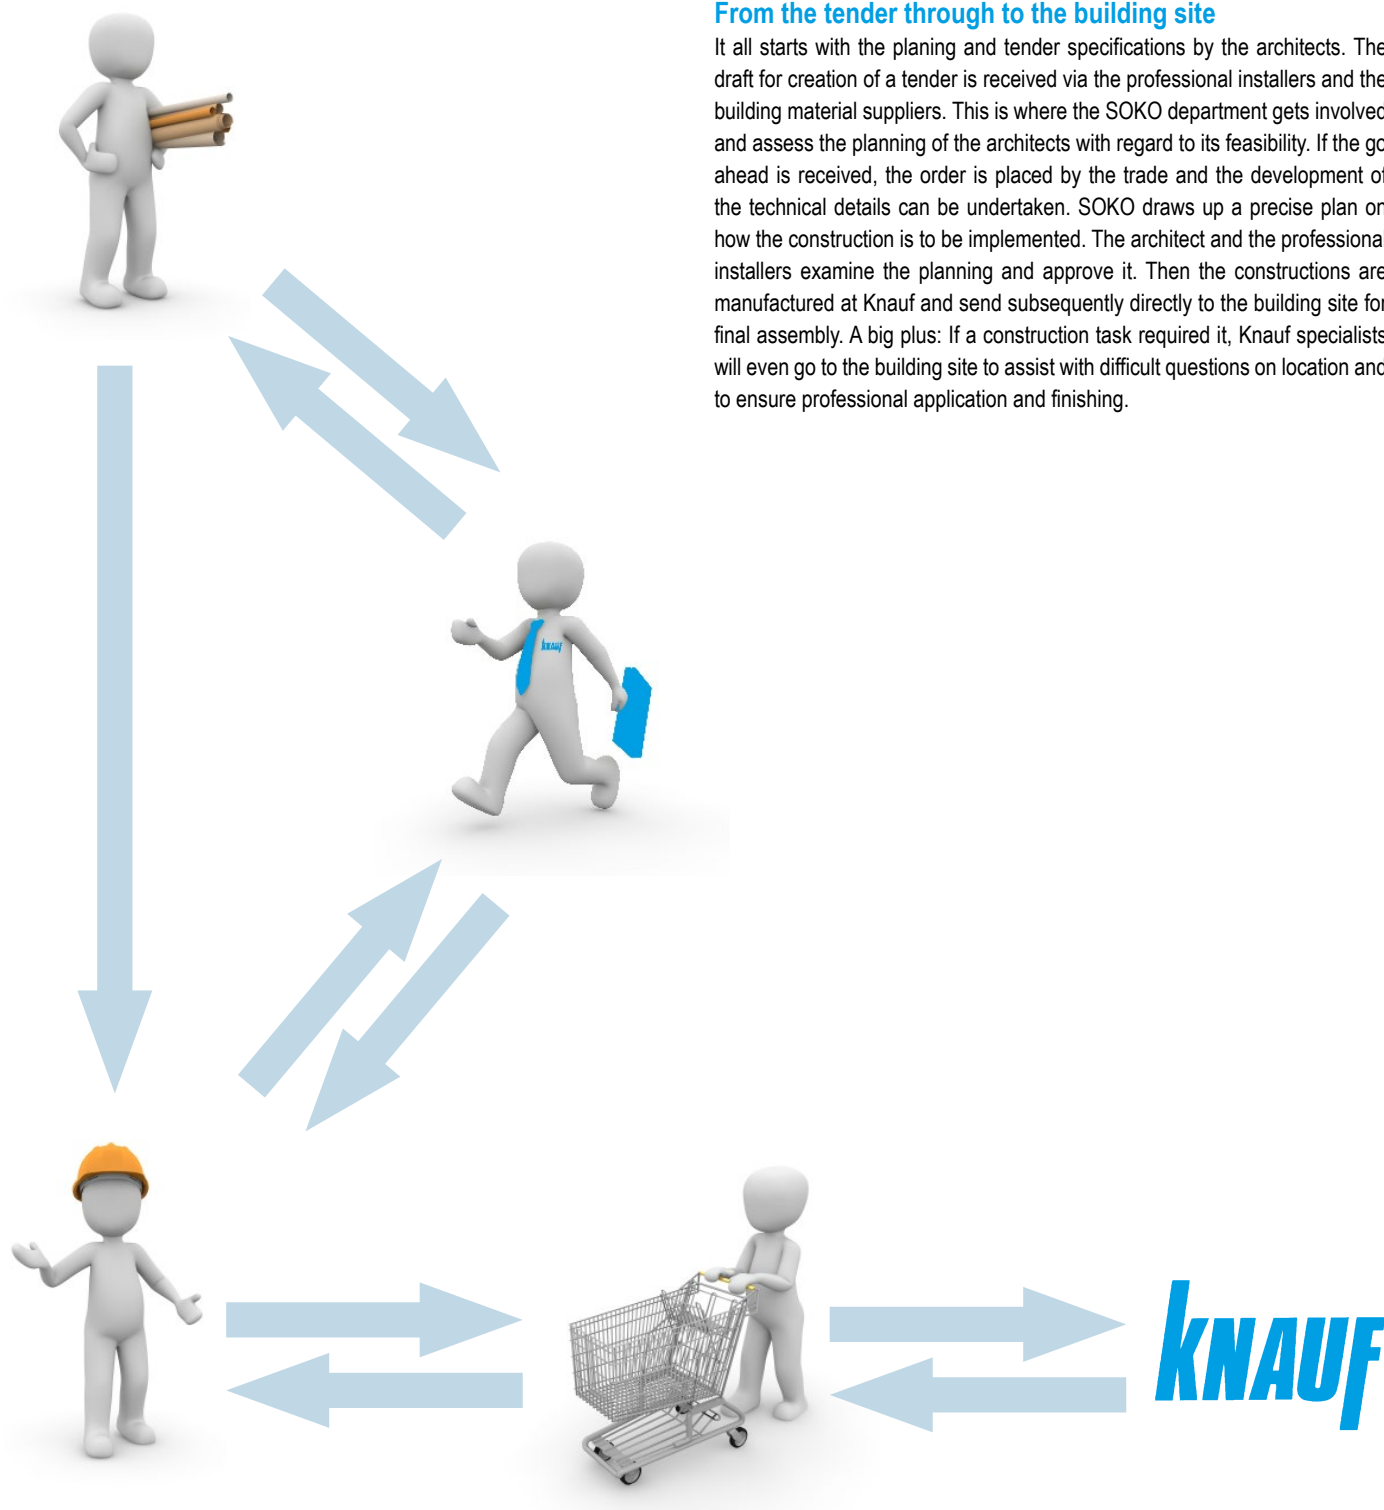 From the tender through to the building site
It all starts with the planing and tender specifications by the architects. The
draft for creation of a tender is received via the professional installers and the
building material suppliers. This is where the SOKO department gets involved
and assess the planning of the architects with regard to its feasibility. If the go
ahead is received, the order is placed by the trade and the development of
the technical details can be undertaken. SOKO draws up a precise plan on
how the construction is to be implemented. The architect and the professional
installers examine the planning and approve it. Then the constructions are
manufactured at Knauf and send subsequently directly to the building site for
final assembly. A big plus: If a construction task required it, Knauf specialists
will even go to the building site to assist with difficult questions on location and
to ensure professional application and finishing.
KNAUF
KNAUF